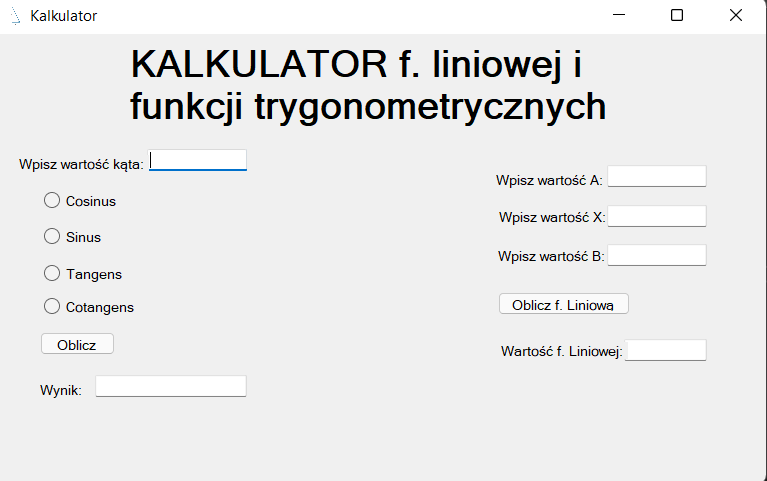 Kalkulator
KALKULATOR f. liniowej i
funkcji trygonometrycznych
Wpisz wartość kąta:
Cosinus
Sinus
Tangens
Cotangens
Oblicz
Wynik:
Wpisz wartość A:
Wpisz wartość X:
Wpisz wartość B:
Oblicz f. Liniową
Wartość f. Liniowej: